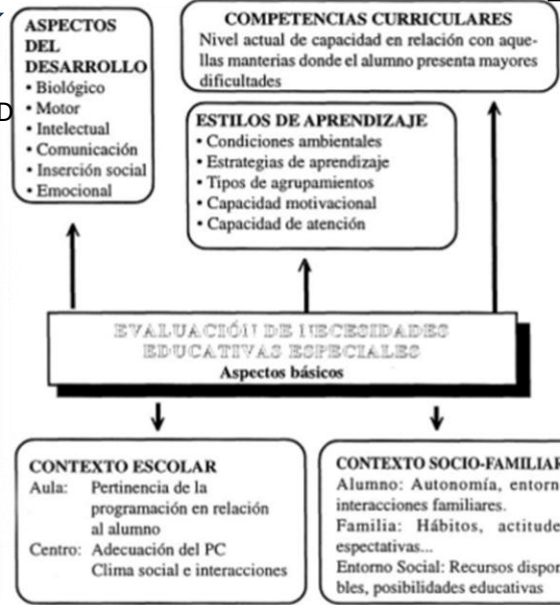 ASPECTOS
DEL
DESARROLLO
• Biológico
• Motor
• Intelectual
• Comunicación
• Inserción social
• Emocional
D
COMPETENCIAS CURRICULARES
Nivel actual de capacidad en relación con aque-
llas manterias donde el alumno presenta mayores
dificultades
ESTILOS DE APRENDIZAJE
• Condiciones ambientales
• Estrategias de aprendizaje
• Tipos de agrupamientos
• Capacidad motivacional
• Capacidad de atención
EVALUACIÓN DE NECESIDADES
EDUCATIVAS ESPECIALES
Aspectos básicos
CONTEXTO ESCOLAR
Aula: Pertinencia de la
programación en relación
al alumno
Centro: Adecuación del PC
Clima social e interacciones
CONTEXTO SOCIO-FAMILIAR
Alumno: Autonomía, entorn
interacciones familiares.
Familia: Hábitos, actitude
espectativas...
Entorno Social: Recursos dispon
bles, posibilidades educativas